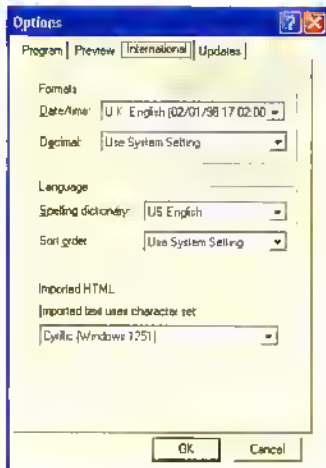 Options
Program Preview International Updates
Formats
Date/time: U.K. English [02/01/98 17:02:00
Decimal: Use System Setting
Language
Spelling dictionary: US English
Sort order Use System Setting
Imported HTML
Imported text uses character set
Cyrillic [Windows 1251]
OK Cancel